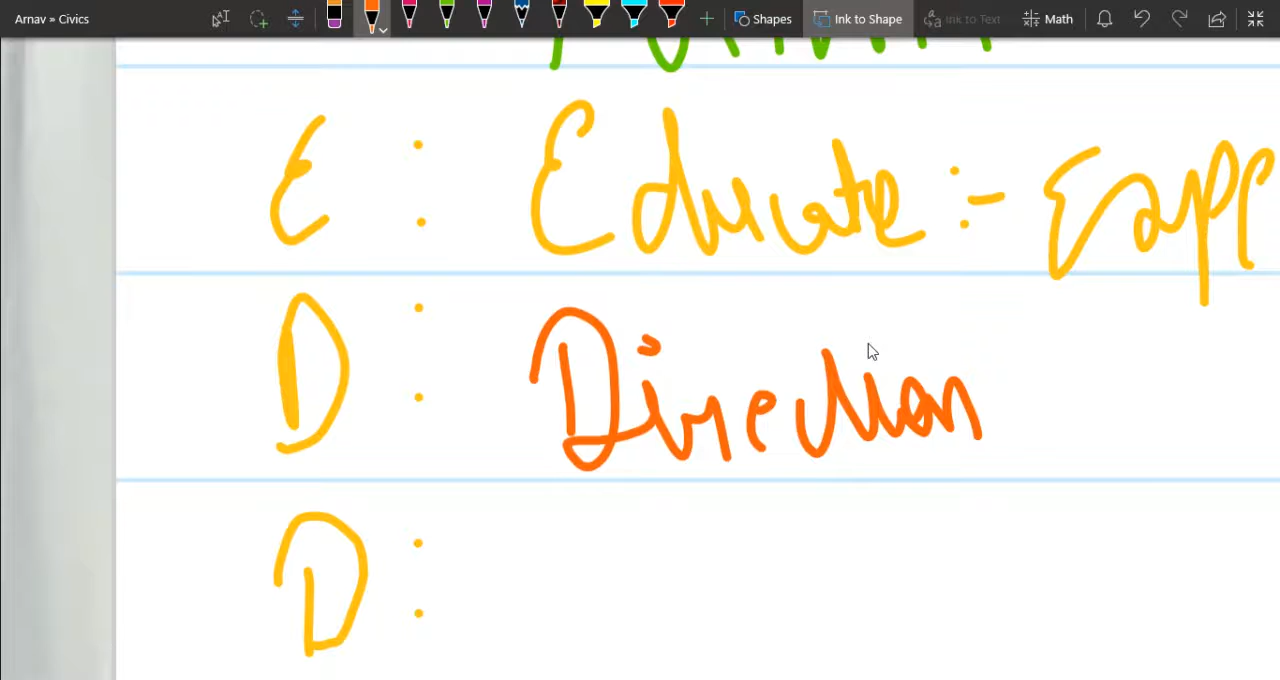 Arnav » Civics Shapes Ink to Shape Ink to Text Math
E : Educate :-
D : Direction
D :